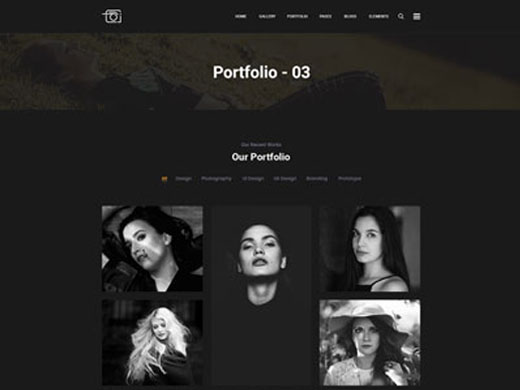 HOME GALLERY PORTFOLIO PAGES BLOGS ELEMENTS
Portfolio - 03
Our Recent Works
Our Portfolio
All Design Photography UI Design UX Design Branding Prototype